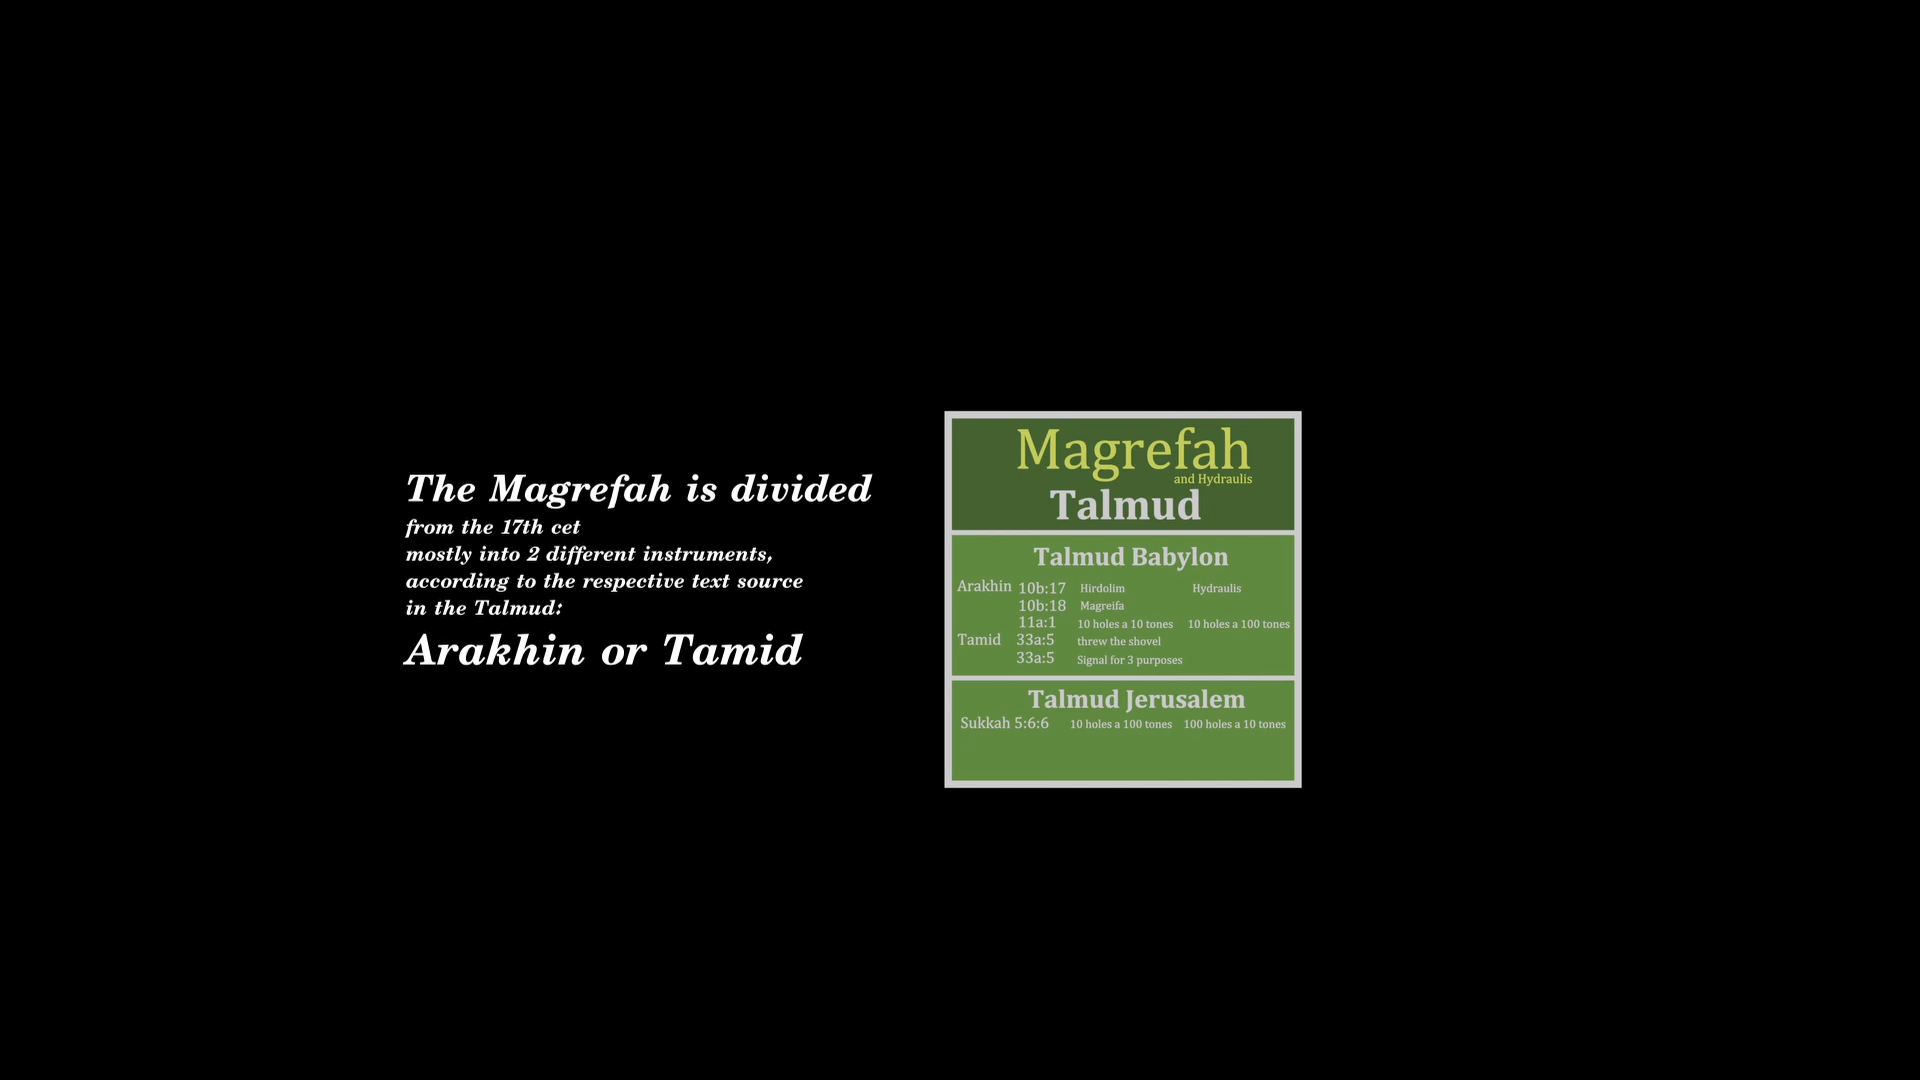 The Magrefah is divided
from the 17th cet
mostly into 2 different instruments,
according to the respective text source
in the Talmud:
Arakhin or Tamid
Magrefah
and Hydraulis
Talmud
Talmud Babylon
Arakhin 10b:17 Hirdolim Hydraulis
10b:18 Magreifa
11a:1 10 holes a 10 tones 10 holes a 100 tones
Tamid 33a:5 threw the shovel
33a:5 Signal for 3 purposes
Talmud Jerusalem
Sukkah 5:6:6 10 holes a 100 tones 100 holes a 10 tones